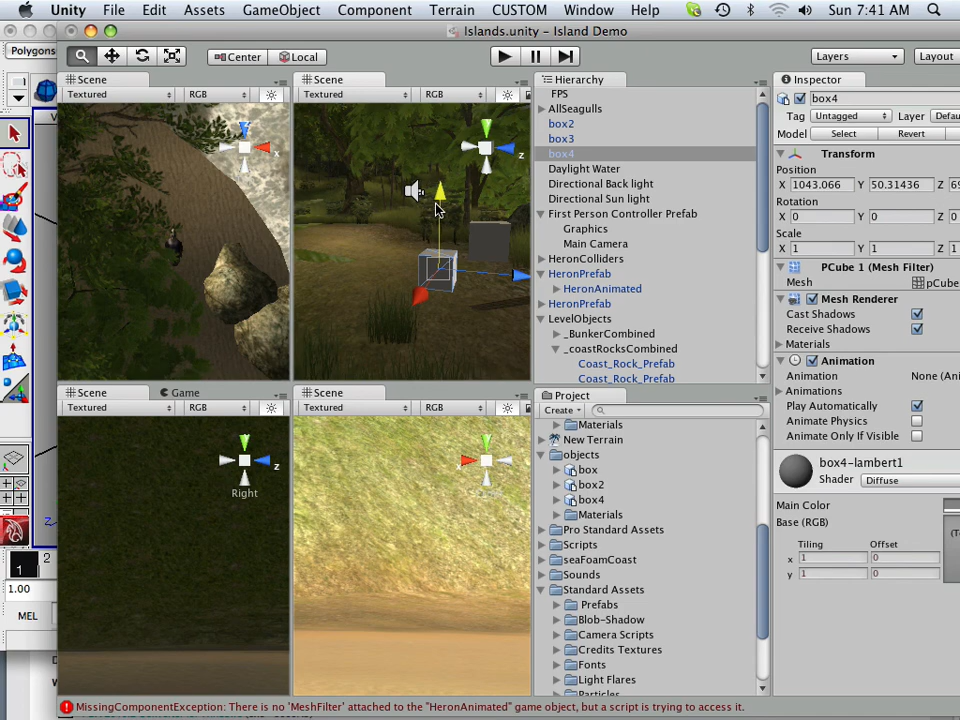 Unity File Edit Assets GameObject Component Terrain CUSTOM Window Help Sun 7:41 AM
Islands.unity - Island Demo
Polygons
Center Local Layers Layout
Scene Scene Hierarchy Inspector
Textured RGB Textured RGB
FPS
AllSeagulls
box2
box3
box4
Daylight Water
Directional Back light
Directional Sun light
First Person Controller Prefab
Graphics
Main Camera
HeronColliders
HeronPrefab
HeronAnimated
HeronPrefab
LevelObjects
_BunkerCombined
_coastRocksCombined
Coast_Rock_Prefab
Coast_Rock_Prefab
box4
Tag Untagged Layer
Model Select Revert
Transform
Position
X 1043.066 Y 50.31436 Z
Rotation
X 0 Y 0 Z 0
Scale
X 1 Y 1 Z 1
PCube 1 (Mesh Filter)
Mesh
Mesh Renderer
Cast Shadows
Receive Shadows
Materials
Animation
Animation
Animations
Play Automatically
Animate Physics
Animate Only If Visible
box4-lambert1
Shader Diffuse
Main Color
Base (RGB)
Tiling Offset
x 1 0
y 1 0
x
z
Scene Game Scene Project
Textured RGB Textured RGB Create
Materials
New Terrain
objects
box
box2
box4
Materials
Pro Standard Assets
Scripts
seaFoamCoast
Sounds
Standard Assets
Prefabs
Blob-Shadow
Camera Scripts
Credits Textures
Fonts
Light Flares
Particles
z
Right
x
1 2
1.00
MEL
MissingComponentException: There is no 'MeshFilter' attached to the "HeronAnimated" game object, but a script is trying to access it.